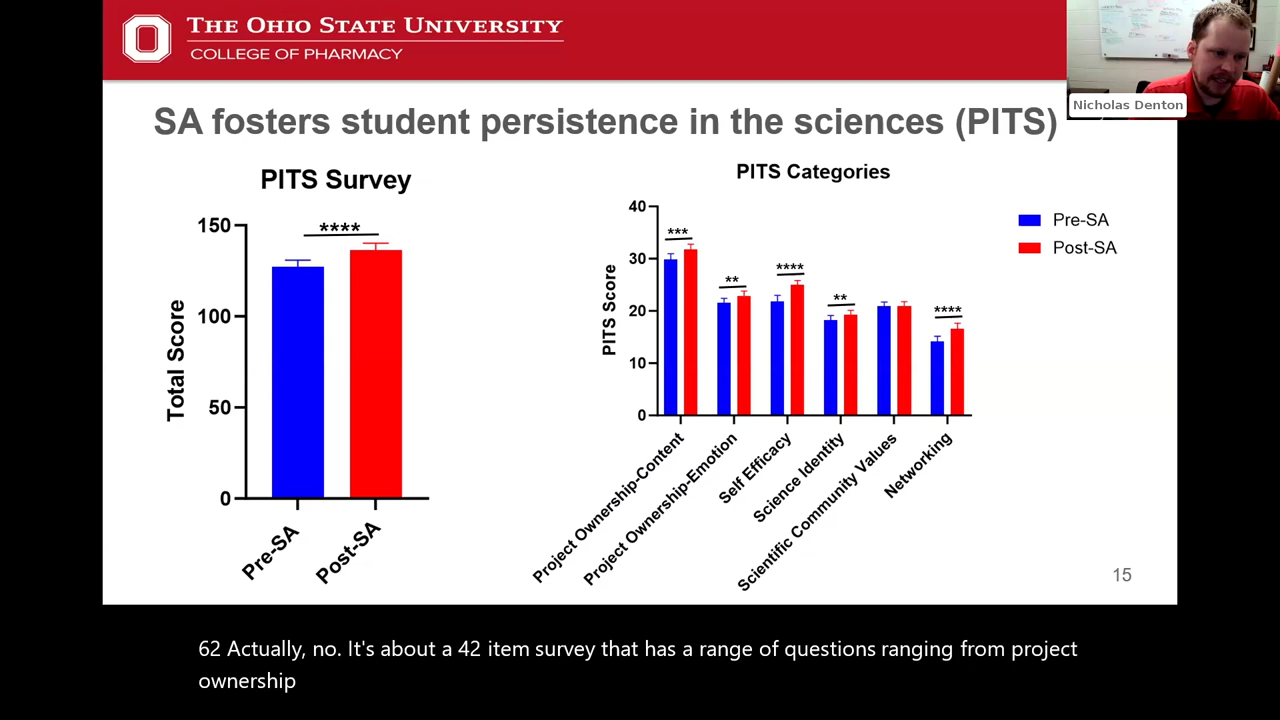 THE OHIO STATE UNIVERSITY
COLLEGE OF PHARMACY
Nicholas Denton
SA fosters student persistence in the sciences (PITS)
PITS Survey
Total Score
150
100
50
0
****
Pre-SA
Post-SA
PITS Categories
PITS Score
40
30
20
10
0
***
**
****
**
****
Project Ownership-Content
Project Ownership-Emotion
Self Efficacy
Science Identity
Scientific Community Values
Networking
Pre-SA
Post-SA
15
62 Actually, no. It's about a 42 item survey that has a range of questions ranging from project
ownership